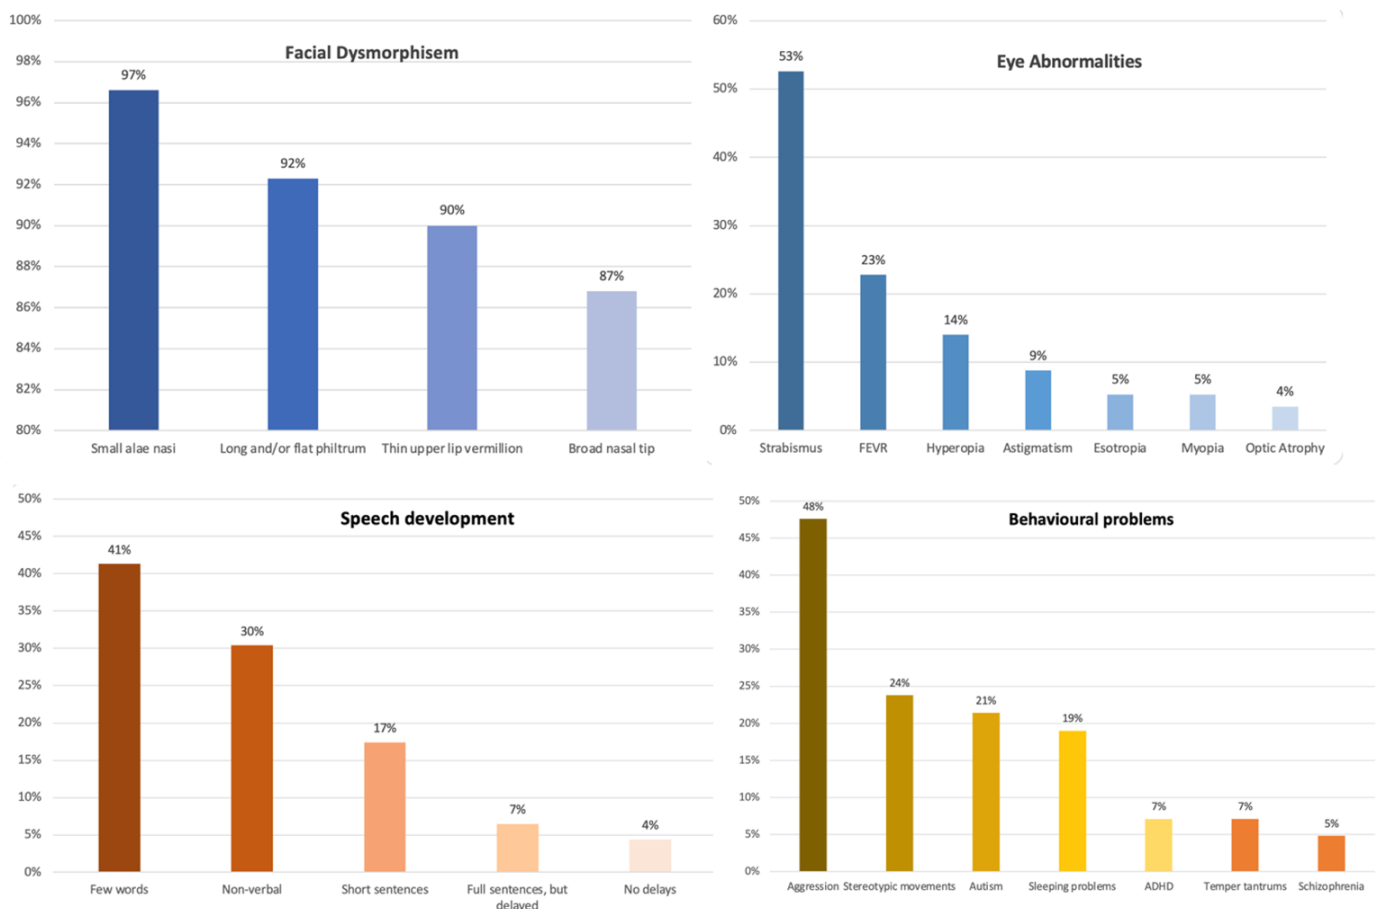 100%
98%
96%
94%
92%
90%
88%
86%
84%
82%
80%
Facial Dysmorphisem
97%
92%
90%
87%
Small alae nasi
Long and/or flat philtrum
Thin upper lip vermillion
Broad nasal tip
60%
50%
40%
30%
20%
10%
0%
Eye Abnormalities
53%
23%
14%
9%
5%
5%
4%
Strabismus
FEVR
Hyperopia
Astigmatism
Esotropia
Myopia
Optic Atrophy
50%
45%
40%
35%
30%
25%
20%
15%
10%
5%
0%
Speech development
41%
30%
17%
7%
4%
Few words
Non-verbal
Short sentences
Full sentences, but
delayed
No delays
50%
45%
40%
35%
30%
25%
20%
15%
10%
5%
0%
Behavioural problems
48%
24%
21%
19%
7%
7%
5%
Aggression
Stereotypic movements
Autism
Sleeping problems
ADHD
Temper tantrums
Schizophrenia